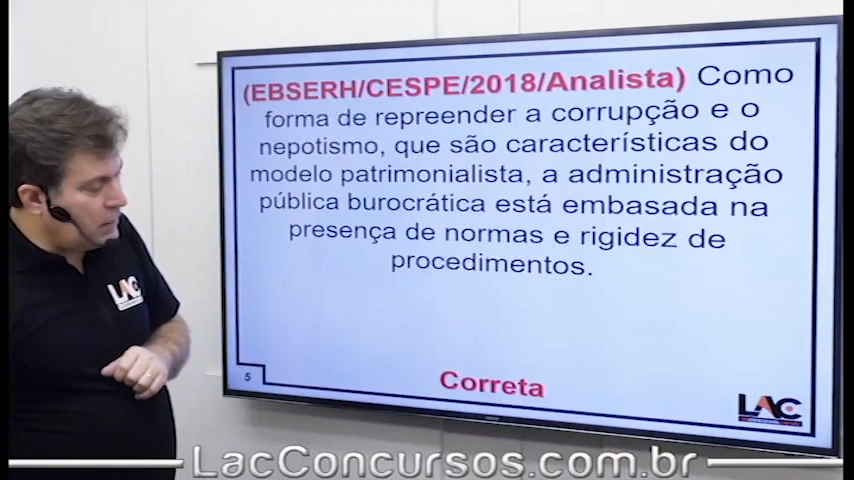 (EBSERH/CESPE/2018/Analista) Como
forma de repreender a corrupção e o
nepotismo, que são características do
modelo patrimonialista, a administração
pública burocrática está embasada na
presença de normas e rigidez de
procedimentos.
5
Correta
LAC
LAC
LacConcursos.com.br